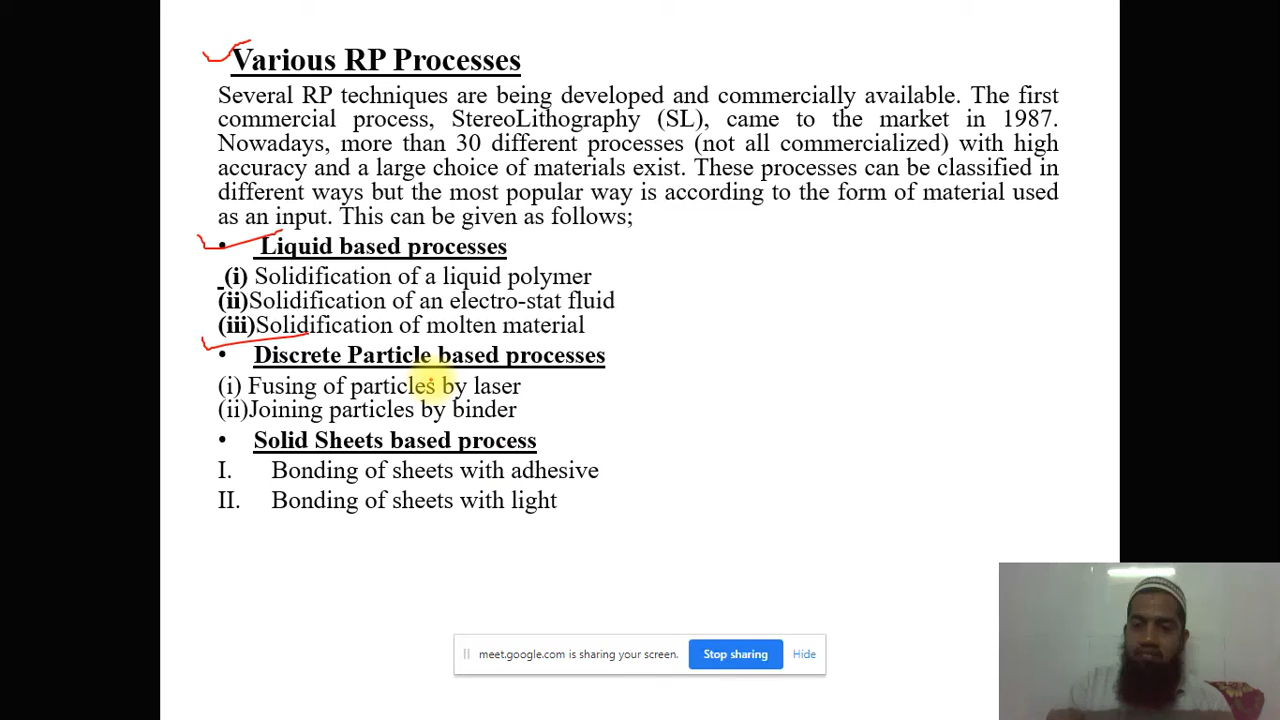 Various RP Processes
Several RP techniques are being developed and commercially available. The first
commercial process, StereoLithography (SL), came to the market in 1987.
Nowadays, more than 30 different processes (not all commercialized) with high
accuracy and a large choice of materials exist. These processes can be classified in
different ways but the most popular way is according to the form of material used
as an input. This can be given as follows;
• Liquid based processes
(i) Solidification of a liquid polymer
(ii)Solidification of an electro-stat fluid
(iii)Solidification of molten material
• Discrete Particle based processes
(i) Fusing of particles by laser
(ii)Joining particles by binder
• Solid Sheets based process
I. Bonding of sheets with adhesive
II. Bonding of sheets with light
meet.google.com is sharing your screen. Stop sharing Hide